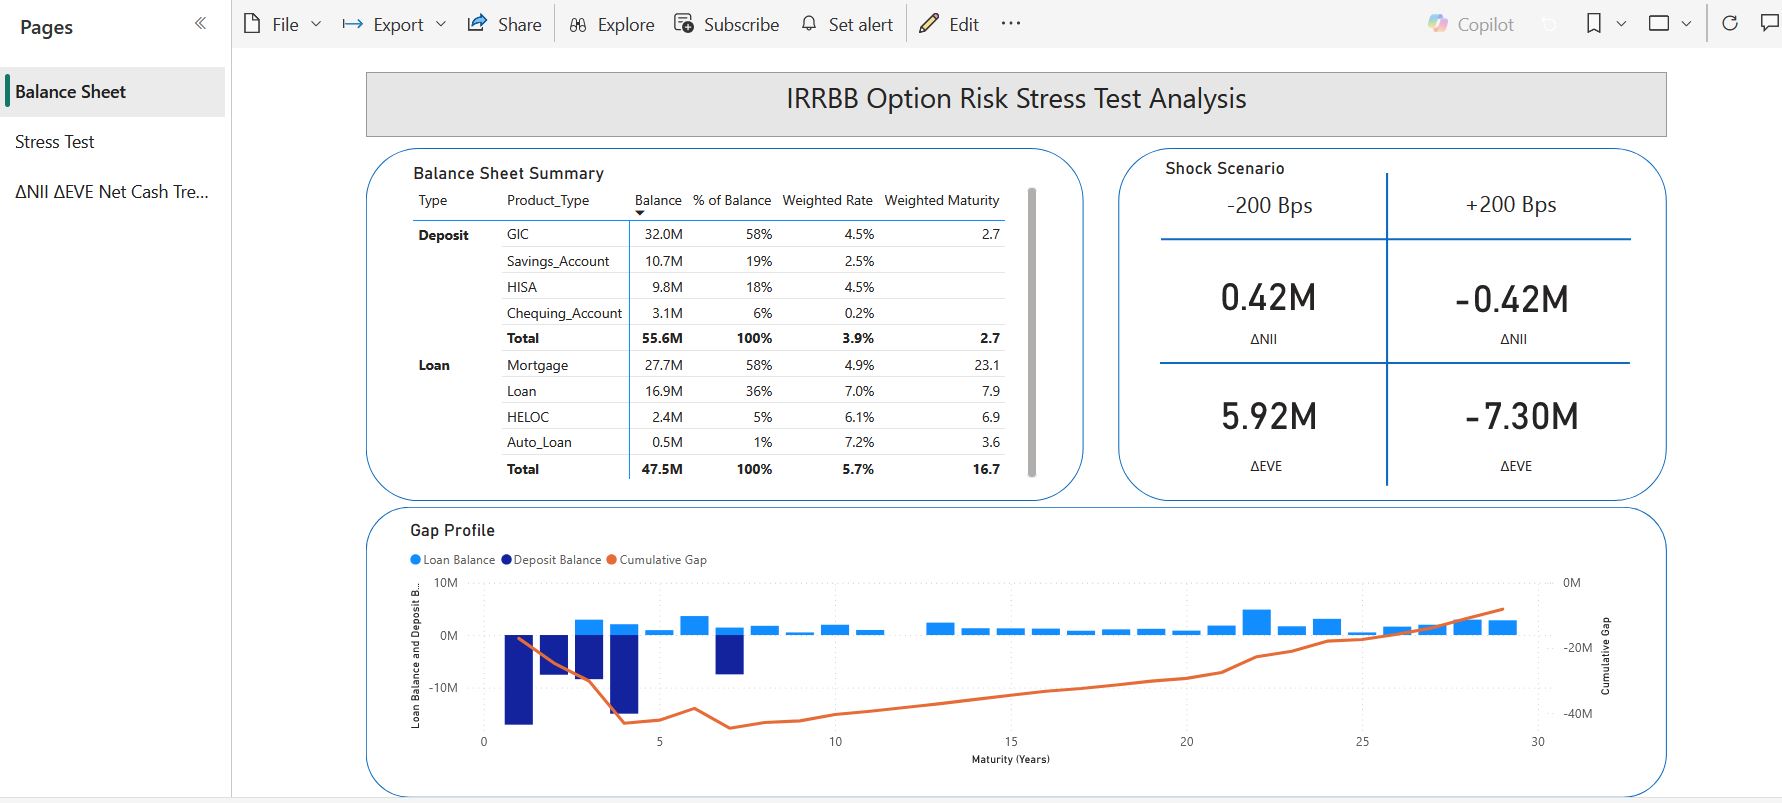 Pages
Balance Sheet
Stress Test
ΔNII ΔEVE Net Cash Tre...
File Export Share Explore Subscribe Set alert Edit ... Copilot
IRRBB Option Risk Stress Test Analysis
Balance Sheet Summary
Type Product_Type Balance % of Balance Weighted Rate Weighted Maturity
Deposit GIC 32.0M 58% 4.5% 2.7
Savings_Account 10.7M 19% 2.5%
HISA 9.8M 18% 4.5%
Chequing_Account 3.1M 6% 0.2%
Total 55.6M 100% 3.9% 2.7
Loan Mortgage 27.7M 58% 4.9% 23.1
Loan 16.9M 36% 7.0% 7.9
HELOC 2.4M 5% 6.1% 6.9
Auto_Loan 0.5M 1% 7.2% 3.6
Total 47.5M 100% 5.7% 16.7
Shock Scenario
-200 Bps +200 Bps
0.42M -0.42M
ΔNII ΔNII
5.92M -7.30M
ΔEVE ΔEVE
Gap Profile
Loan Balance Deposit Balance Cumulative Gap
Loan Balance and Deposit B...
10M
0M
-10M
0 5 10 15 20 25 30
Maturity (Years)
0M
-20M
-40M
Cumulative Gap